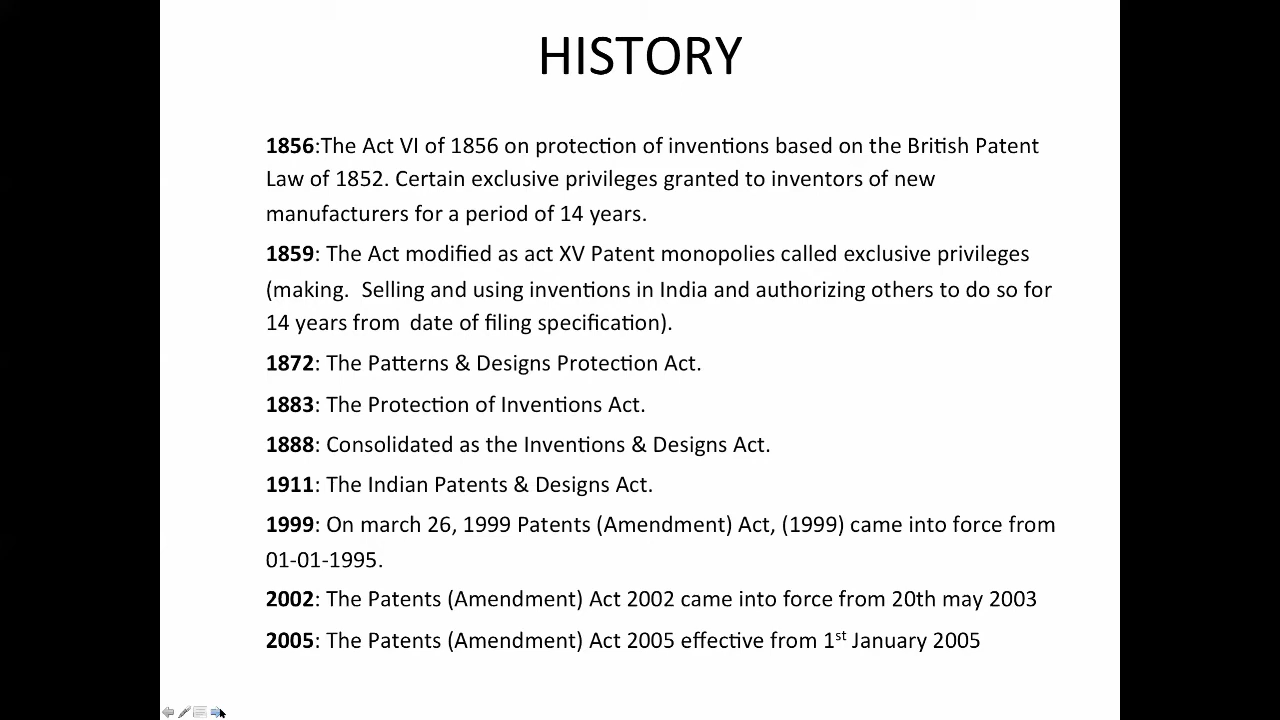 HISTORY
1856:The Act VI of 1856 on protection of inventions based on the British Patent
Law of 1852. Certain exclusive privileges granted to inventors of new
manufacturers for a period of 14 years.
1859: The Act modified as act XV Patent monopolies called exclusive privileges
(making.  Selling and using inventions in India and authorizing others to do so for
14 years from  date of filing specification).
1872: The Patterns & Designs Protection Act.
1883: The Protection of Inventions Act.
1888: Consolidated as the Inventions & Designs Act.
1911: The Indian Patents & Designs Act.
1999: On march 26, 1999 Patents (Amendment) Act, (1999) came into force from
01-01-1995.
2002: The Patents (Amendment) Act 2002 came into force from 20th may 2003
2005: The Patents (Amendment) Act 2005 effective from 1st January 2005